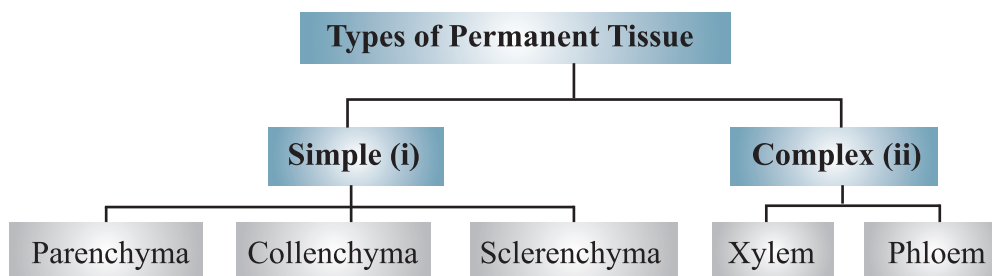 Types of Permanent Tissue
Simple (i)
Complex (ii)
Parenchyma
Collenchyma
Sclerenchyma
Xylem
Phloem